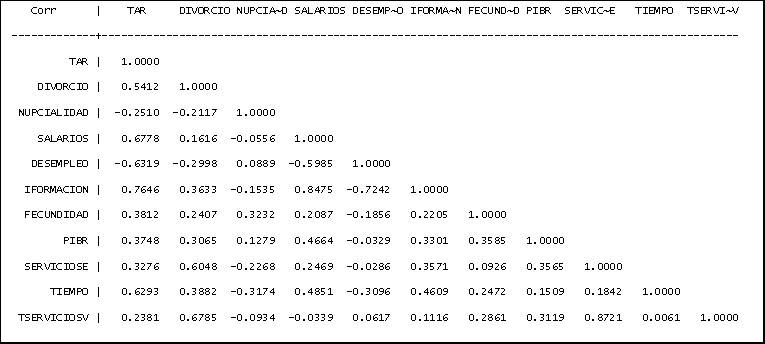 Corr | TAR DIVORCIO NUPCIA~D SALARIOS DESEMP~O IFORMA~N FECUND~D PIBR SERVIC~E TIEMPO TSERVI~V
-------------+---------------------------------------------------------------------------------------------------
TAR | 1.0000
DIVORCIO | 0.5412 1.0000
NUPCIALIDAD | -0.2510 -0.2117 1.0000
SALARIOS | 0.6778 0.1616 -0.0556 1.0000
DESEMPLEO | -0.6319 -0.2998 0.0889 -0.5985 1.0000
IFORMACION | 0.7646 0.3633 -0.1535 0.8475 -0.7242 1.0000
FECUNDIDAD | 0.3812 0.2407 0.3232 0.2087 -0.1856 0.2205 1.0000
PIBR | 0.3748 0.3065 0.1279 0.4664 -0.0329 0.3301 0.3585 1.0000
SERVICIOSE | 0.3276 0.6048 -0.2268 0.2469 -0.0286 0.3571 0.0926 0.3565 1.0000
TIEMPO | 0.6293 0.3882 -0.3174 0.4851 -0.3096 0.4609 0.2472 0.1509 0.1842 1.0000
TSERVICIOSV | 0.2381 0.6785 -0.0934 -0.0339 0.0617 0.1116 0.2861 0.3119 0.8721 0.0061 1.0000